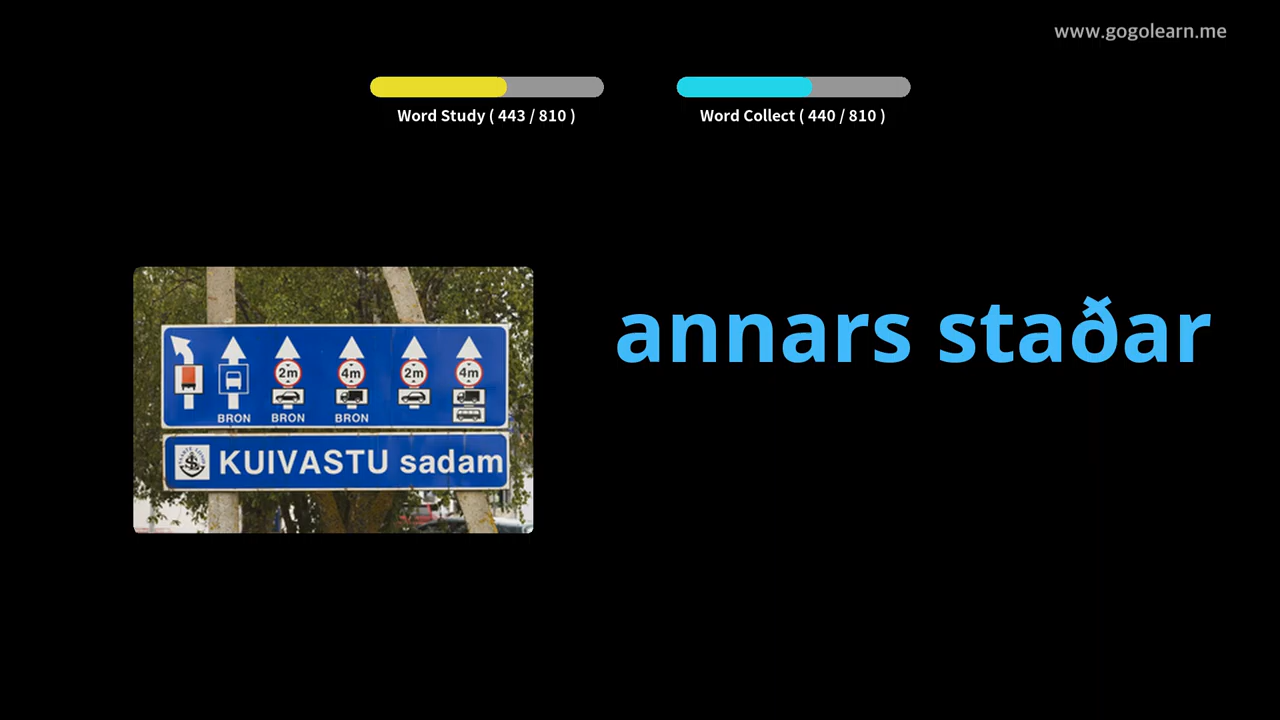 www.gogolearn.me
Word Study ( 443 / 810 )
Word Collect ( 440 / 810 )
annars staðar
2m 4m 2m 4m
BRON BRON BRON
KUIVASTU sadam